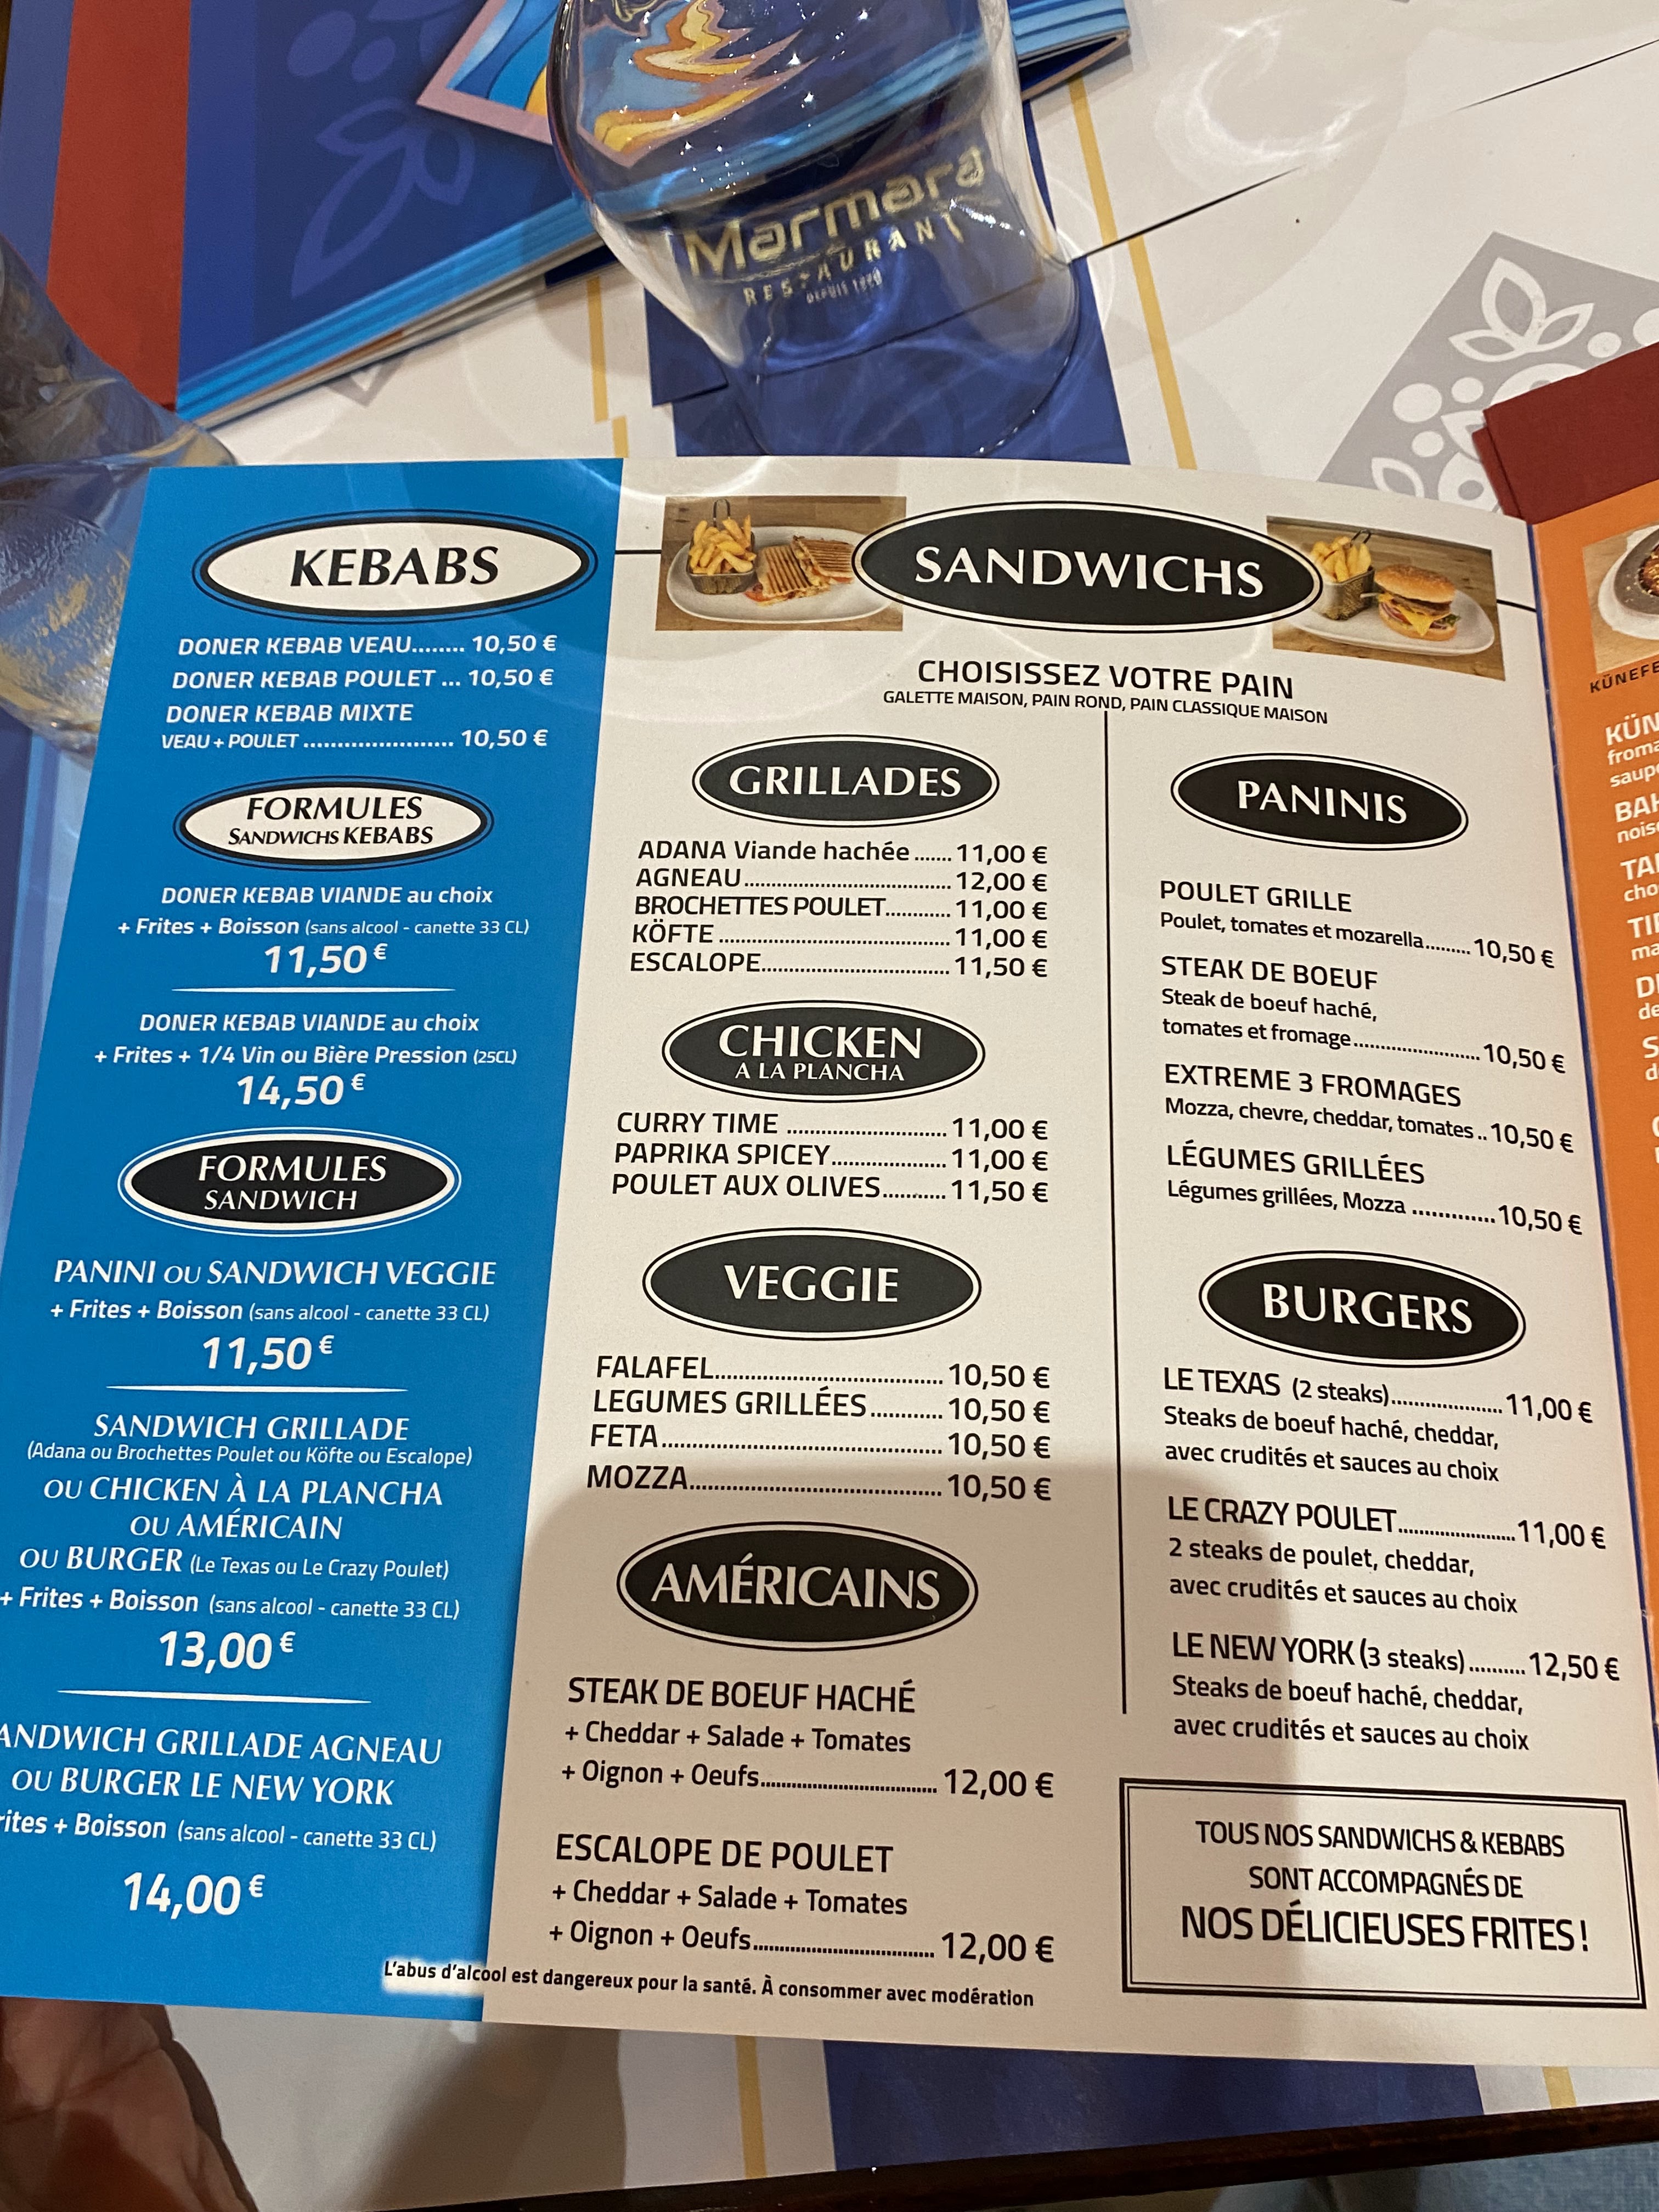 Marmara
RESTAURANT
DEPUIS
KEBABS
DONER KEBAB VEAU........ 10,50 €
DONER KEBAB POULET ... 10,50 €
DONER KEBAB MIXTE
VEAU + POULET ....................... 10,50 €
FORMULES
SANDWICHS KEBABS
DONER KEBAB VIANDE au choix
+ Frites + Boisson (sans alcool - canette 33 CL)
11,50 €
DONER KEBAB VIANDE au choix
+ Frites + 1/4 Vin ou Bière Pression (25CL)
14,50 €
FORMULES
SANDWICH
PANINI OU SANDWICH VEGGIE
+ Frites + Boisson (sans alcool - canette 33 CL)
11,50 €
SANDWICH GRILLADE
(Adana ou Brochettes Poulet ou Köfte ou Escalope)
OU CHICKEN À LA PLANCHA
OU AMÉRICAIN
OU BURGER (Le Texas ou Le Crazy Poulet)
+ Frites + Boisson (sans alcool - canette 33 CL)
13,00 €
ANDWICH GRILLADE AGNEAU
OU BURGER LE NEW YORK
rites + Boisson (sans alcool - canette 33 CL)
14,00 €
SANDWICHS
CHOISISSEZ VOTRE PAIN
GALETTE MAISON, PAIN ROND, PAIN CLASSIQUE MAISON
GRILLADES
ADANA Viande hachée ....... 11,00 €
AGNEAU........................................ 12,00 €
BROCHETTES POULET............ 11,00 €
KÖFTE ............................................ 11,00 €
ESCALOPE.................................... 11,50 €
CHICKEN
A LA PLANCHA
CURRY TIME ............................. 11,00 €
PAPRIKA SPICEY..................... 11,00 €
POULET AUX OLIVES........... 11,50 €
VEGGIE
FALAFEL...................................... 10,50 €
LEGUMES GRILLÉES ............ 10,50 €
FETA............................................... 10,50 €
MOZZA.......................................... 10,50 €
AMÉRICAINS
STEAK DE BOEUF HACHÉ
+ Cheddar + Salade + Tomates
+ Oignon + Oeufs................................ 12,00 €
ESCALOPE DE POULET
+ Cheddar + Salade + Tomates
+ Oignon + Oeufs................................ 12,00 €
L'abus d'alcool est dangereux pour la santé. À consommer avec modération
PANINIS
POULET GRILLE
Poulet, tomates et mozarella......... 10,50 €
STEAK DE BOEUF
Steak de boeuf haché,
tomates et fromage......................... 10,50 €
EXTREME 3 FROMAGES
Mozza, chevre, cheddar, tomates .. 10,50 €
LÉGUMES GRILLÉES
Légumes grillées, Mozza ............. 10,50 €
BURGERS
LE TEXAS (2 steaks)..................... 11,00 €
Steaks de boeuf haché, cheddar,
avec crudités et sauces au choix
LE CRAZY POULET...................... 11,00 €
2 steaks de poulet, cheddar,
avec crudités et sauces au choix
LE NEW YORK (3 steaks).......... 12,50 €
Steaks de boeuf haché, cheddar,
avec crudités et sauces au choix
TOUS NOS SANDWICHS & KEBABS
SONT ACCOMPAGNÉS DE
NOS DÉLICIEUSES FRITES !
KÜNEFE
KÜN
froma
saupo
BAK
noise
TA
cho
TI
ma
D
de
S
d